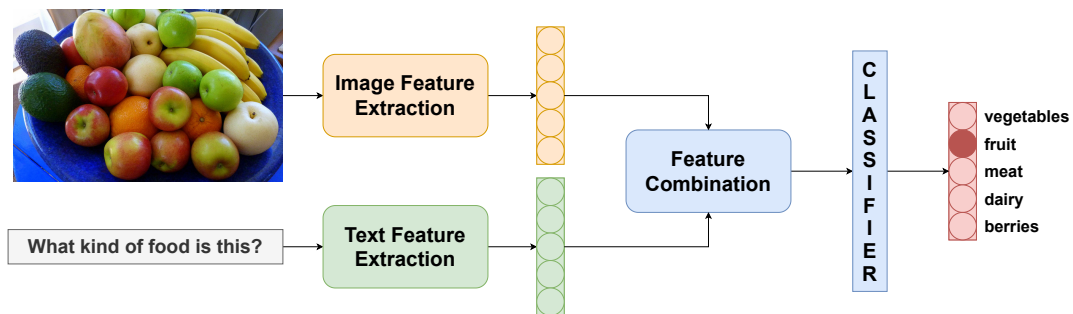 Image Feature
Extraction
What kind of food is this?
Text Feature
Extraction
Feature
Combination
C
L
A
S
S
I
F
I
E
R
vegetables
fruit
meat
dairy
berries